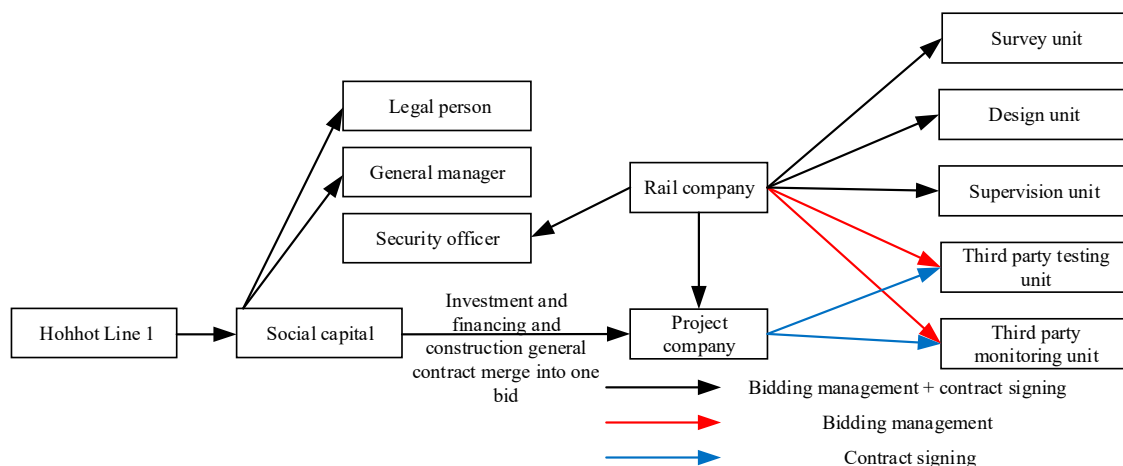 Survey unit
Legal person
Design unit
General manager
Rail company
Supervision unit
Security officer
Third party testing
unit
Hohhot Line 1
Social capital
Investment and
financing and
construction general
contract merge into one
bid
Project
company
Third party
monitoring unit
Bidding management + contract signing
Bidding management
Contract signing